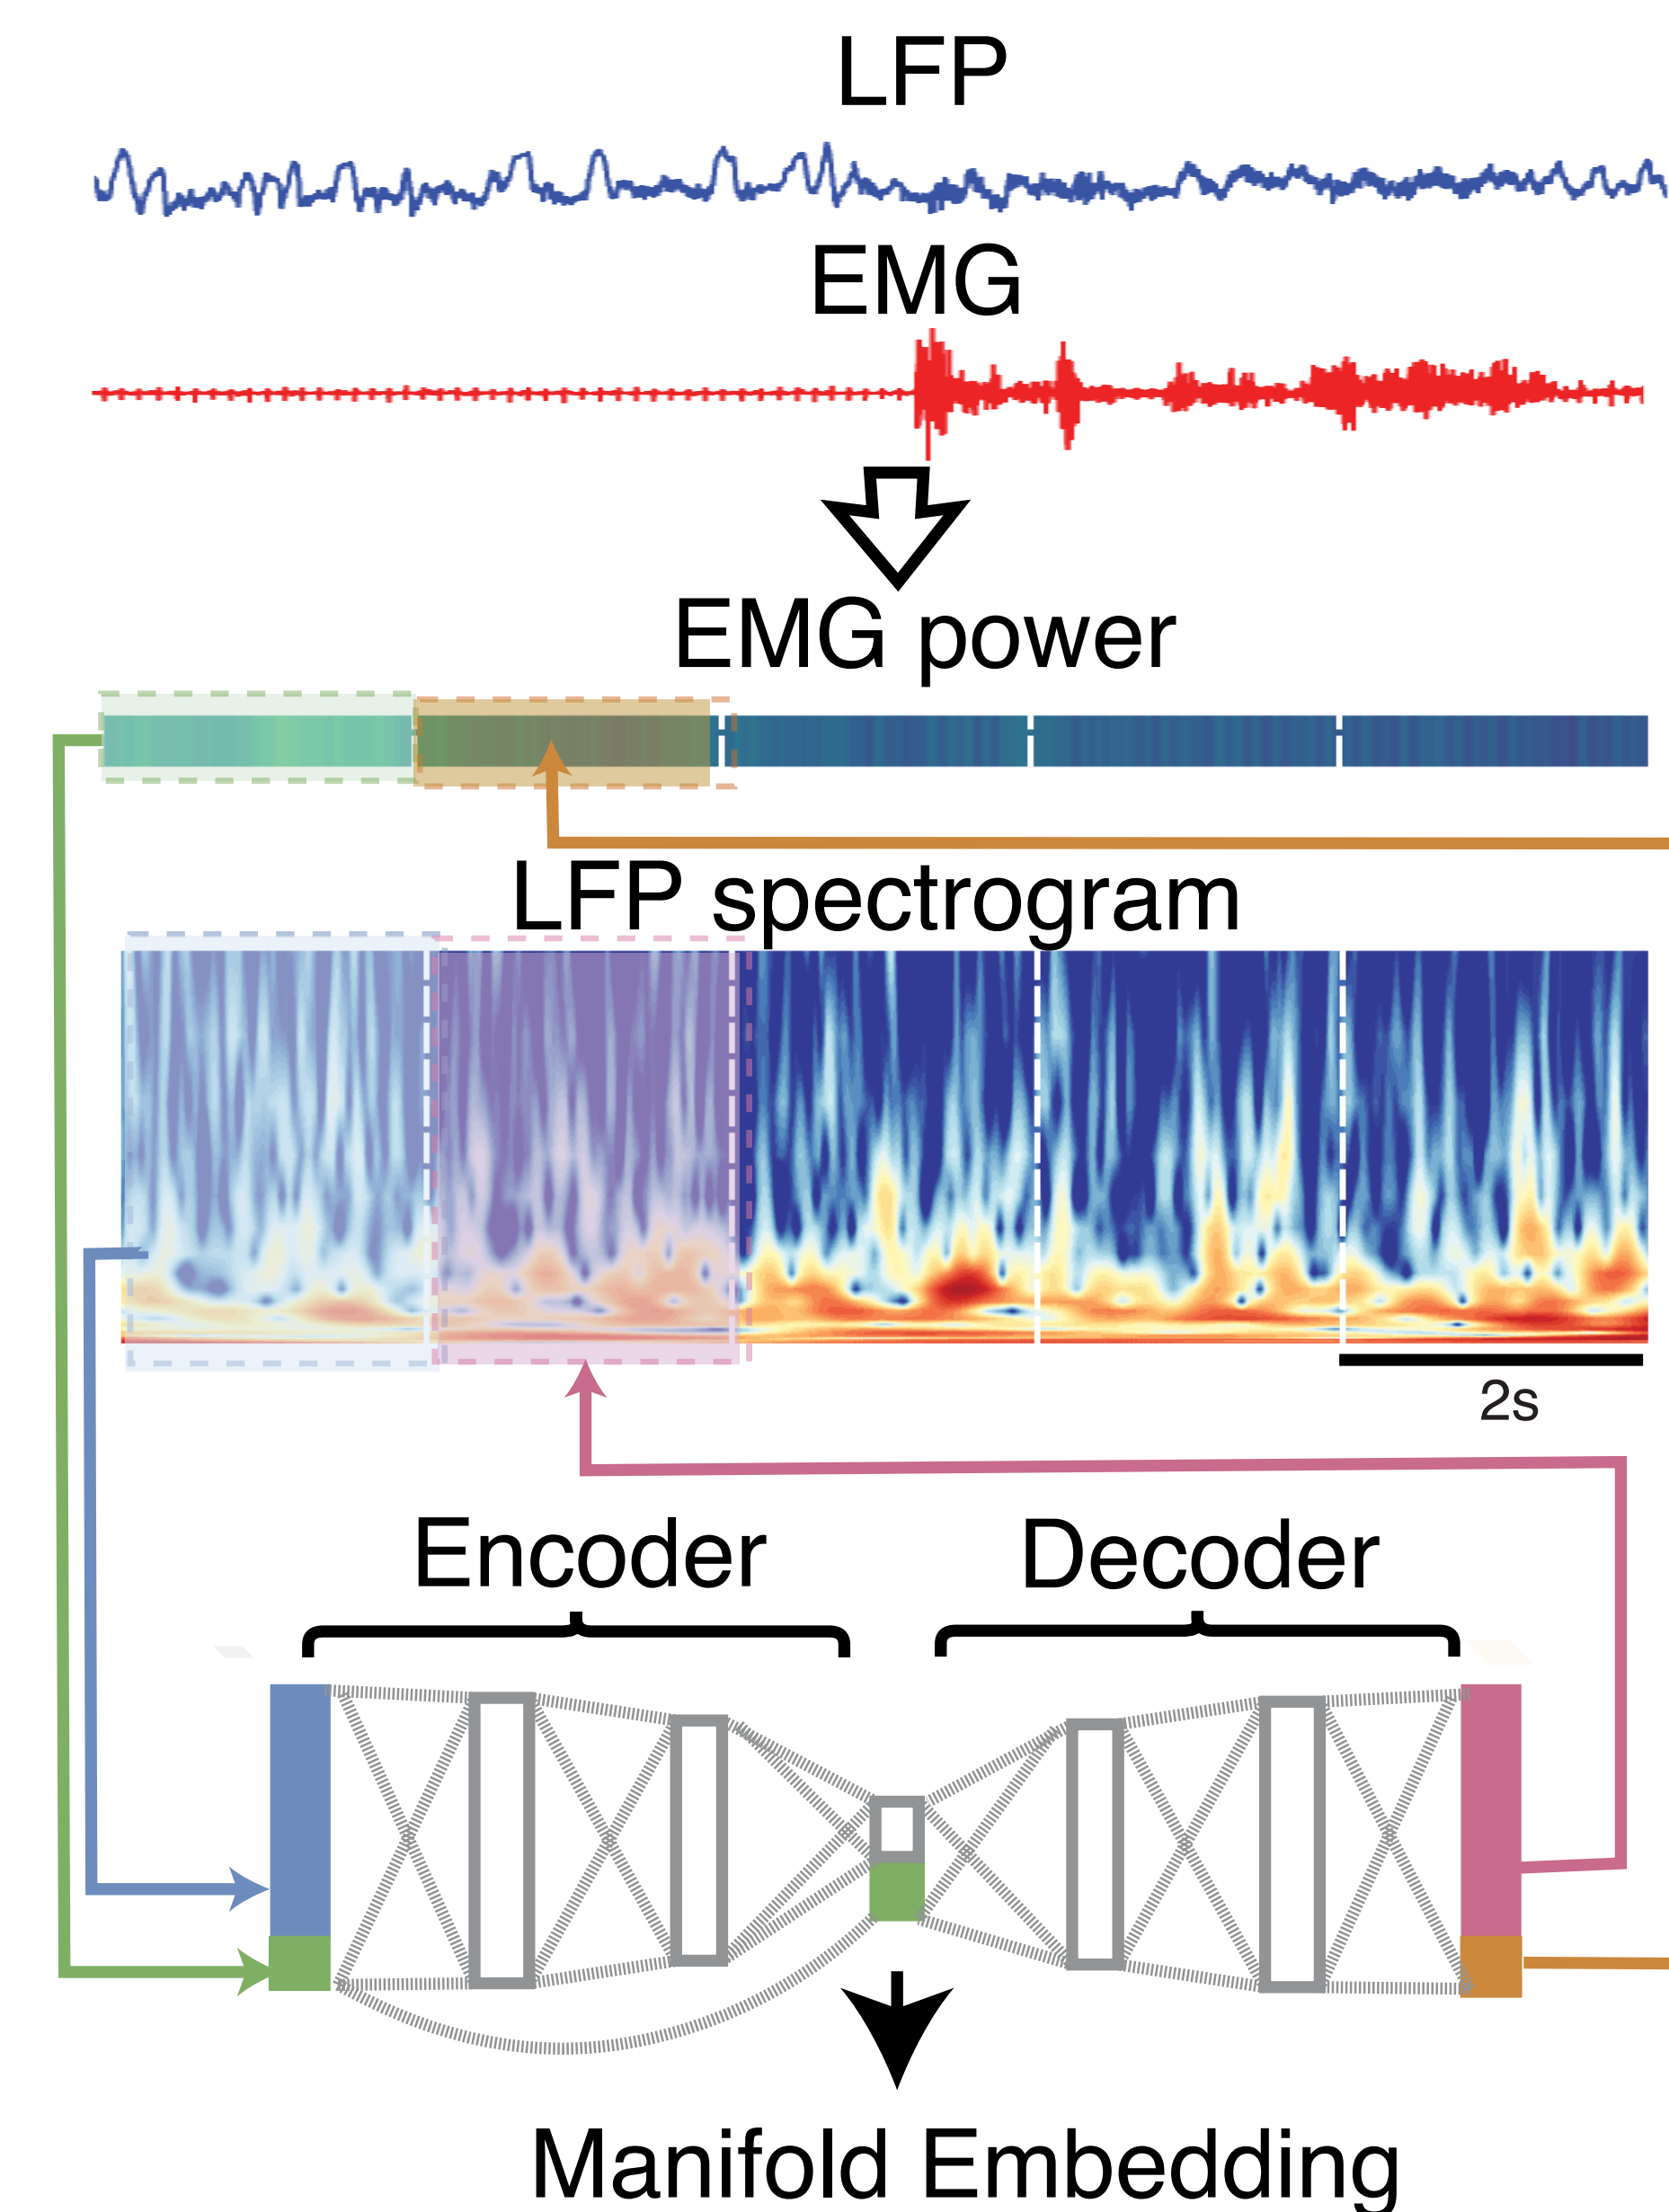 LFP
EMG
EMG power
LFP spectrogram
2s
Encoder
Decoder
Manifold Embedding